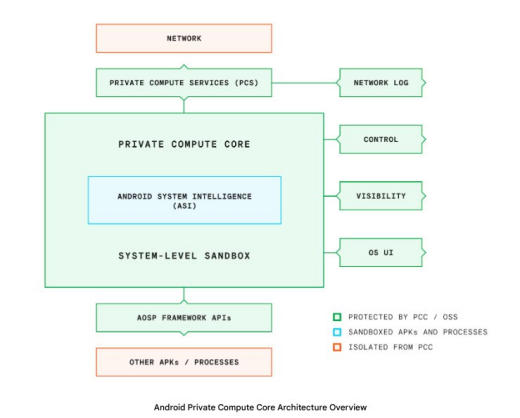 NETWORK
PRIVATE COMPUTE SERVICES (PCS)
NETWORK LOG
PRIVATE COMPUTE CORE
CONTROL
ANDROID SYSTEM INTELLIGENCE
(ASI)
VISIBILITY
SYSTEM-LEVEL SANDBOX
OS UI
AOSP FRAMEWORK APIs
OTHER APKs / PROCESSES
PROTECTED BY PCC / OSS
SANDBOXED APKs AND PROCESSES
ISOLATED FROM PCC
Android Private Compute Core Architecture Overview